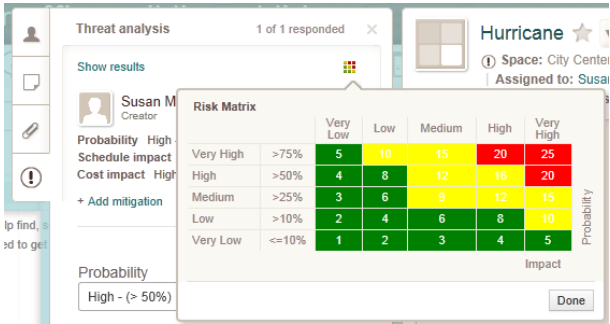 Threat analysis
1 of 1 responded
Show results
Susan M
Creator
Probability High -
Schedule impact
Cost impact High
+ Add mitigation
Probability
High - (> 50%)
Hurricane
Space: City Center
Assigned to: Susa
Risk Matrix
Very Low Low Medium High Very High
Very High >75% 5 10 15 20 25
High >50% 4 8 12 16 20
Medium >25% 3 6 9 12 15
Low >10% 2 4 6 8 10
Very Low <=10% 1 2 3 4 5
Probability
Impact
Done
lp find, s
ed to get